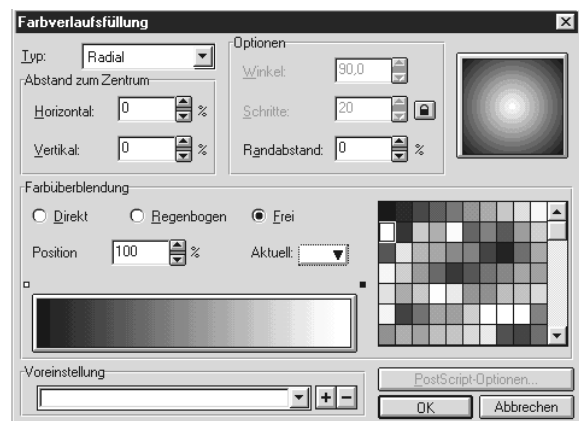 Farbverlaufsfüllung
Typ: Radial
Abstand zum Zentrum
Horizontal: 0 %
Vertikal: 0 %
Optionen
Winkel: 90,0
Schritte: 20
Randabstand: 0 %
Farbüberblendung
Direkt Regenbogen Frei
Position 100 % Aktuell:
Voreinstellung
+ −
PostScript-Optionen...
OK Abbrechen